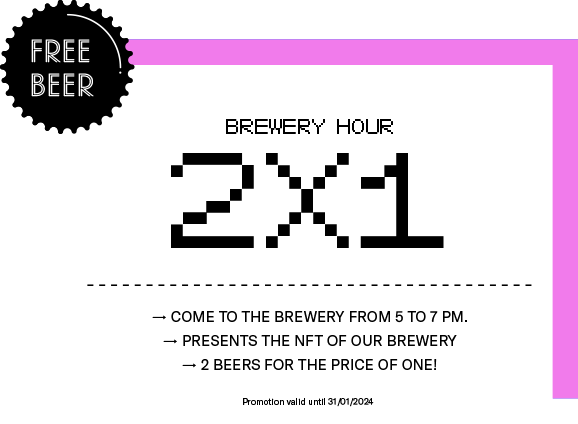 FREE
BEER
BREWERY HOUR
2X1
→ COME TO THE BREWERY FROM 5 TO 7 PM.
→ PRESENTS THE NFT OF OUR BREWERY
→ 2 BEERS FOR THE PRICE OF ONE!
Promotion valid until 31/01/2024